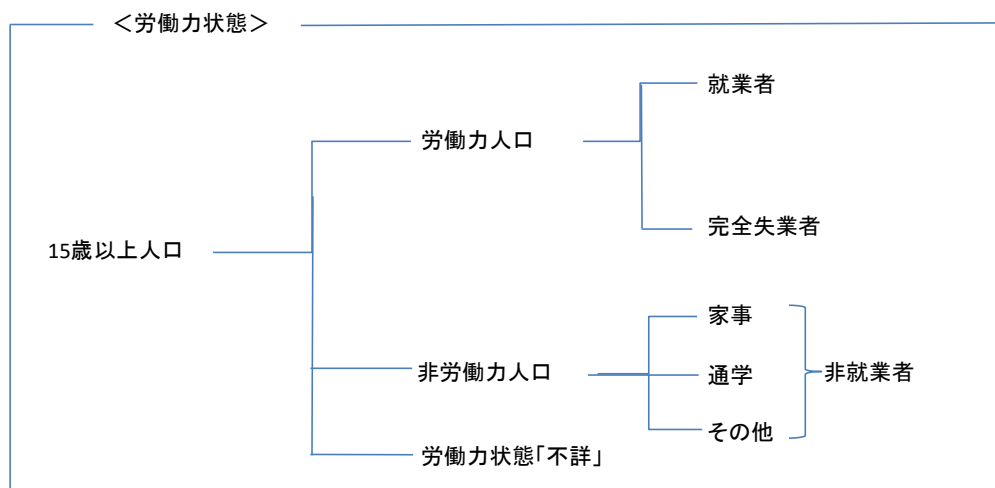 ＜労働力状態＞
就業者
労働力人口
完全失業者
15歳以上人口
家事
非労働力人口
通学
非就業者
その他
労働力状態「不詳」